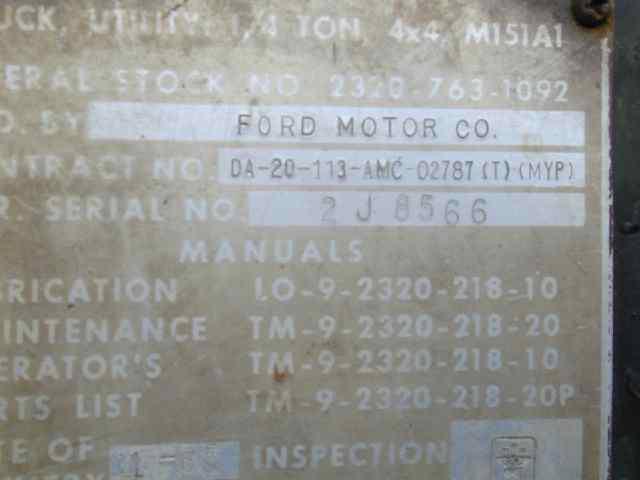 UCK, UTILITY, 1/4 TON, 4x4, M151A1
ERAL STOCK NO. 2320-763-1092
D. BY FORD MOTOR CO.
NTRACT NO. DA-20-113-AMC-02787(T)(MYP)
R. SERIAL NO. 2J8566
MANUALS
BRICATION LO-9-2320-218-10
INTENANCE TM-9-2320-218-20
ERATOR'S TM-9-2320-218-10
RTS LIST TM-9-2320-218-20P
TE OF INSPECTION